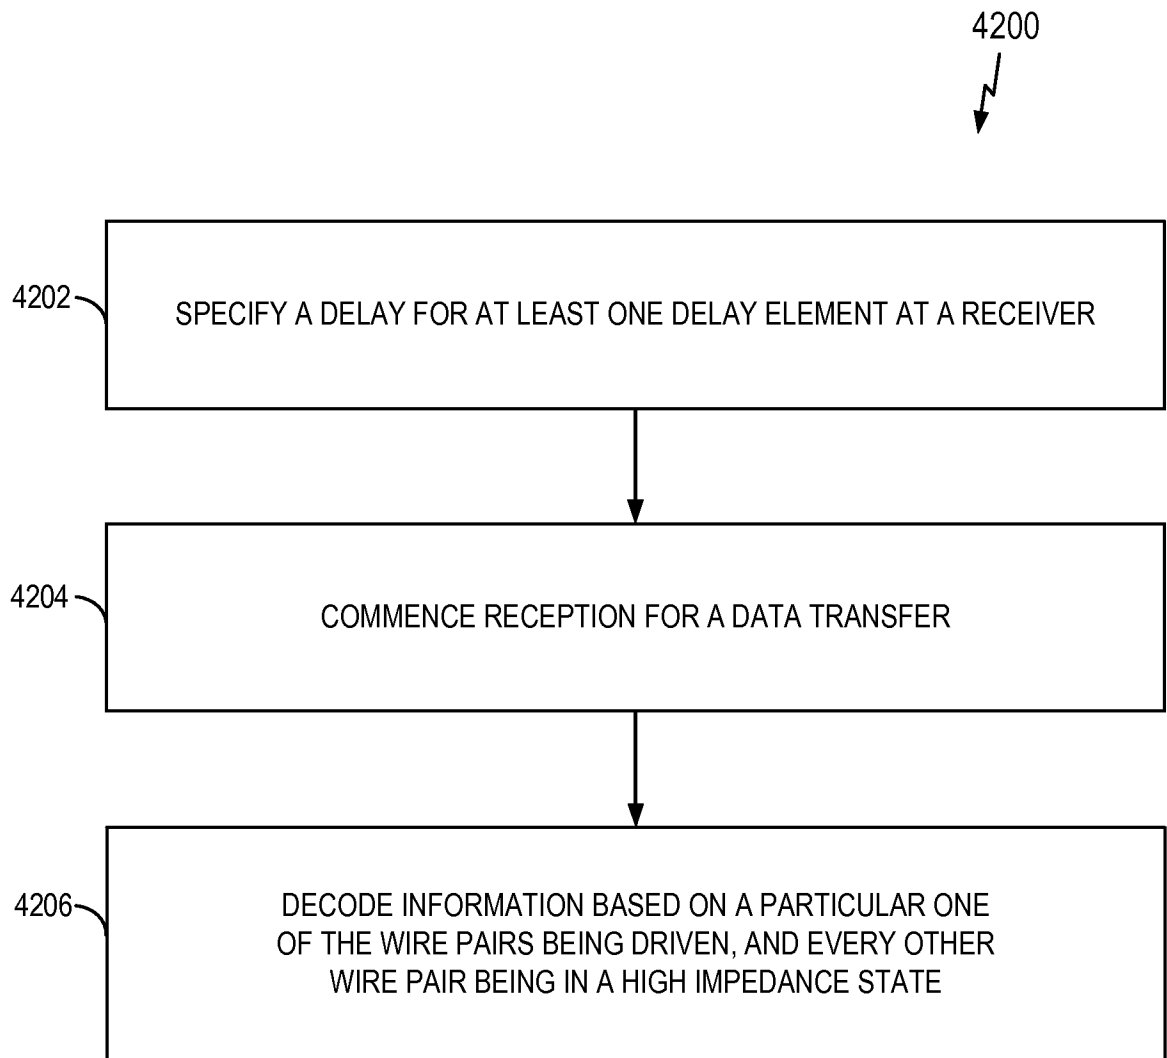 4200
4202
SPECIFY A DELAY FOR AT LEAST ONE DELAY ELEMENT AT A RECEIVER
4204
COMMENCE RECEPTION FOR A DATA TRANSFER
4206
DECODE INFORMATION BASED ON A PARTICULAR ONE
OF THE WIRE PAIRS BEING DRIVEN, AND EVERY OTHER
WIRE PAIR BEING IN A HIGH IMPEDANCE STATE